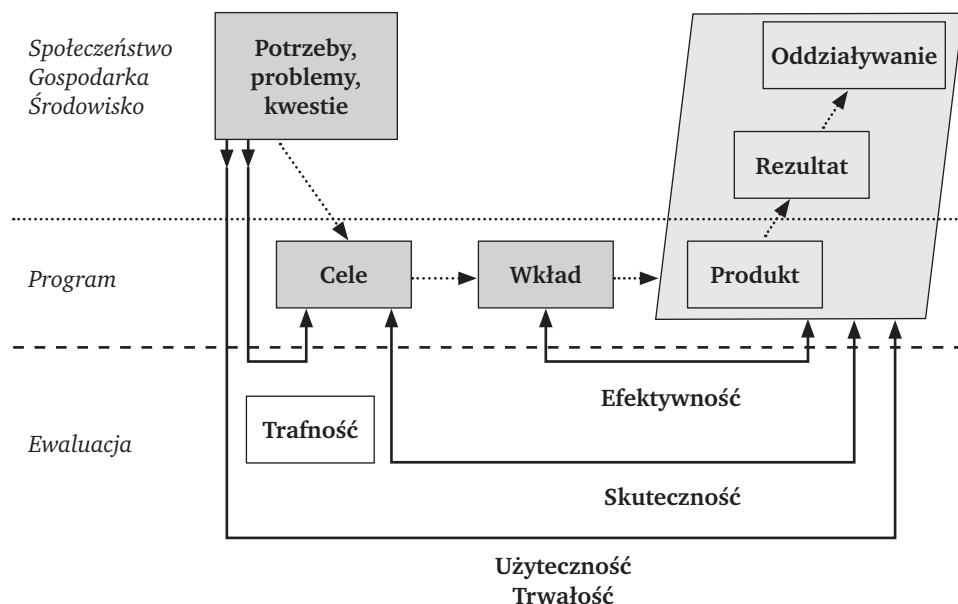 Społeczeństwo
Gospodarka
Środowisko
Potrzeby,
problemy,
kwestie
Oddziaływanie
Rezultat
Program
Cele
Wkład
Produkt
Efektywność
Trafność
Ewaluacja
Skuteczność
Użyteczność
Trwałość